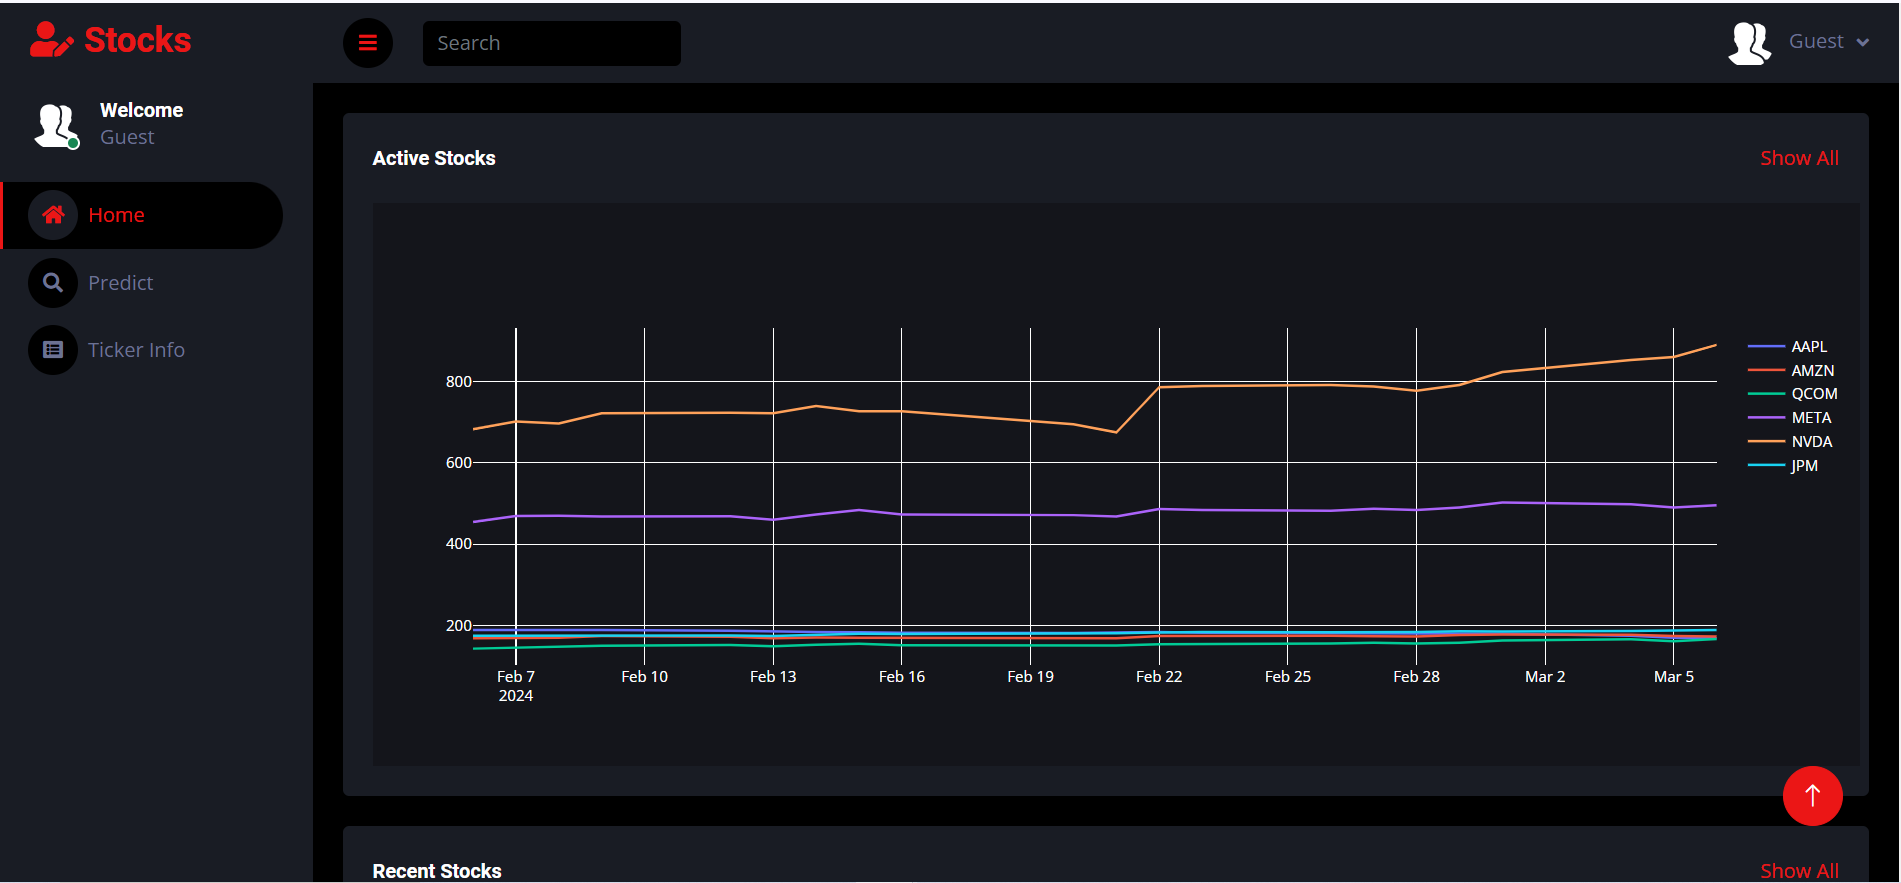 Stocks
Search
Guest
Welcome
Guest
Home
Predict
Ticker Info
Active Stocks
Show All
800
600
400
200
Feb 7
2024
Feb 10
Feb 13
Feb 16
Feb 19
Feb 22
Feb 25
Feb 28
Mar 2
Mar 5
AAPL
AMZN
QCOM
META
NVDA
JPM
Recent Stocks
Show All